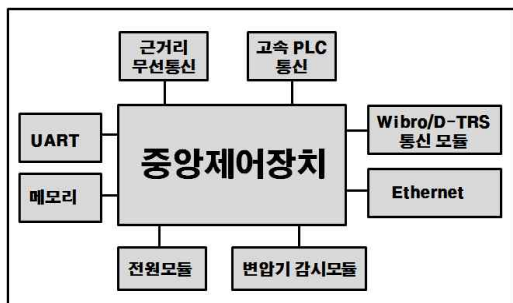 근거리
무선통신
고속 PLC
통신
UART
중앙제어장치
Wibro/D-TRS
통신 모듈
메모리
Ethernet
전원모듈
변압기 감시모듈